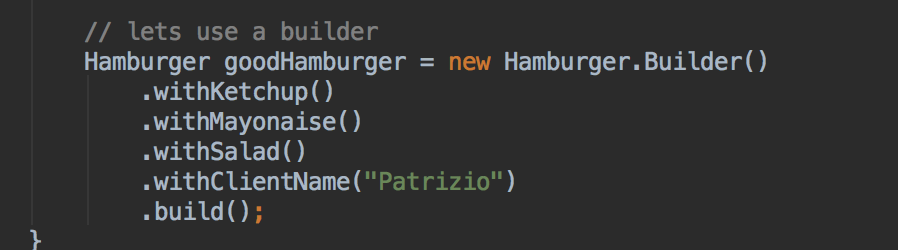 // lets use a builder
Hamburger goodHamburger = new Hamburger.Builder()
.withKetchup()
.withMayonaise()
.withSalad()
.withClientName("Patrizio")
.build();
}